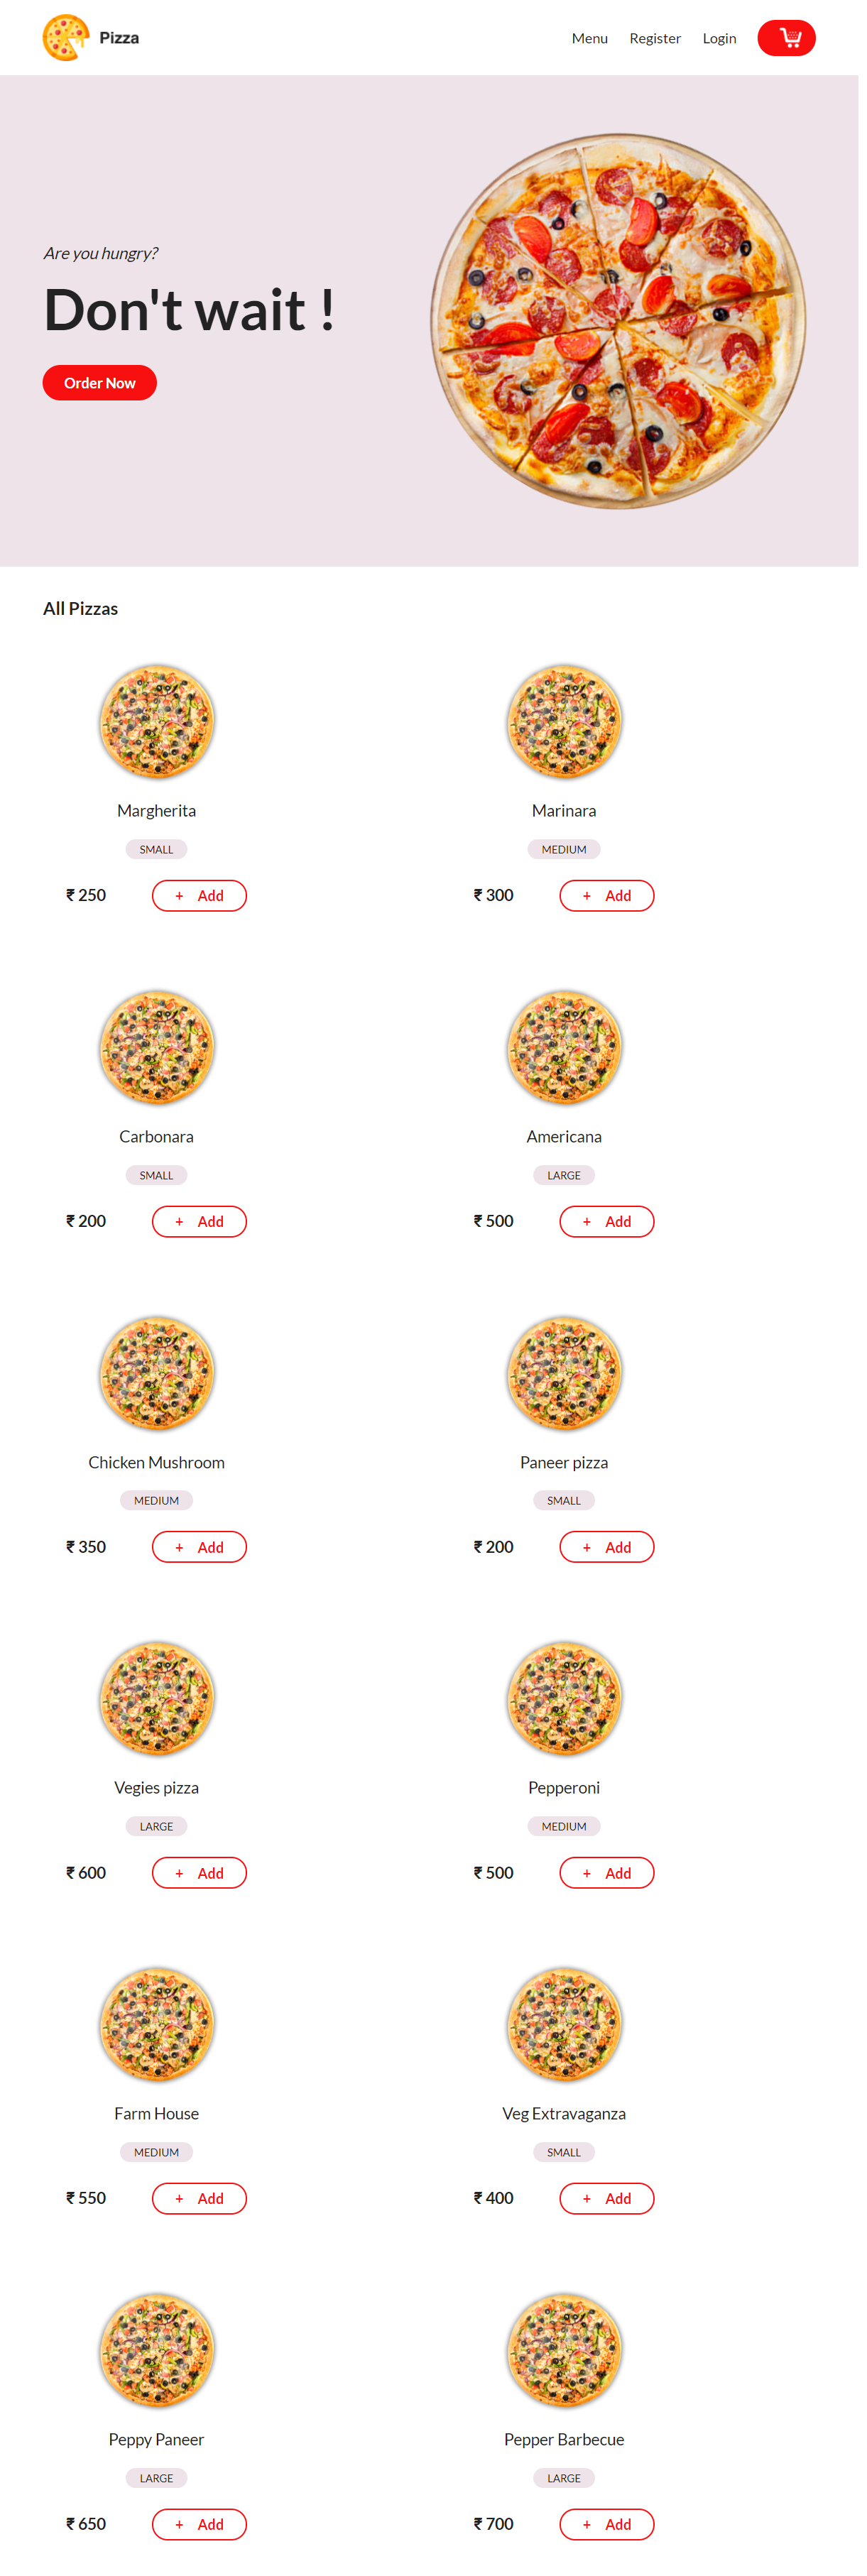 Pizza
Menu Register Login
Are you hungry?
Don't wait !
Order Now
All Pizzas
Margherita
SMALL
₹ 250 + Add
Marinara
MEDIUM
₹ 300 + Add
Carbonara
SMALL
₹ 200 + Add
Americana
LARGE
₹ 500 + Add
Chicken Mushroom
MEDIUM
₹ 350 + Add
Paneer pizza
SMALL
₹ 200 + Add
Vegies pizza
LARGE
₹ 600 + Add
Pepperoni
MEDIUM
₹ 500 + Add
Farm House
MEDIUM
₹ 550 + Add
Veg Extravaganza
SMALL
₹ 400 + Add
Peppy Paneer
LARGE
₹ 650 + Add
Pepper Barbecue
LARGE
₹ 700 + Add